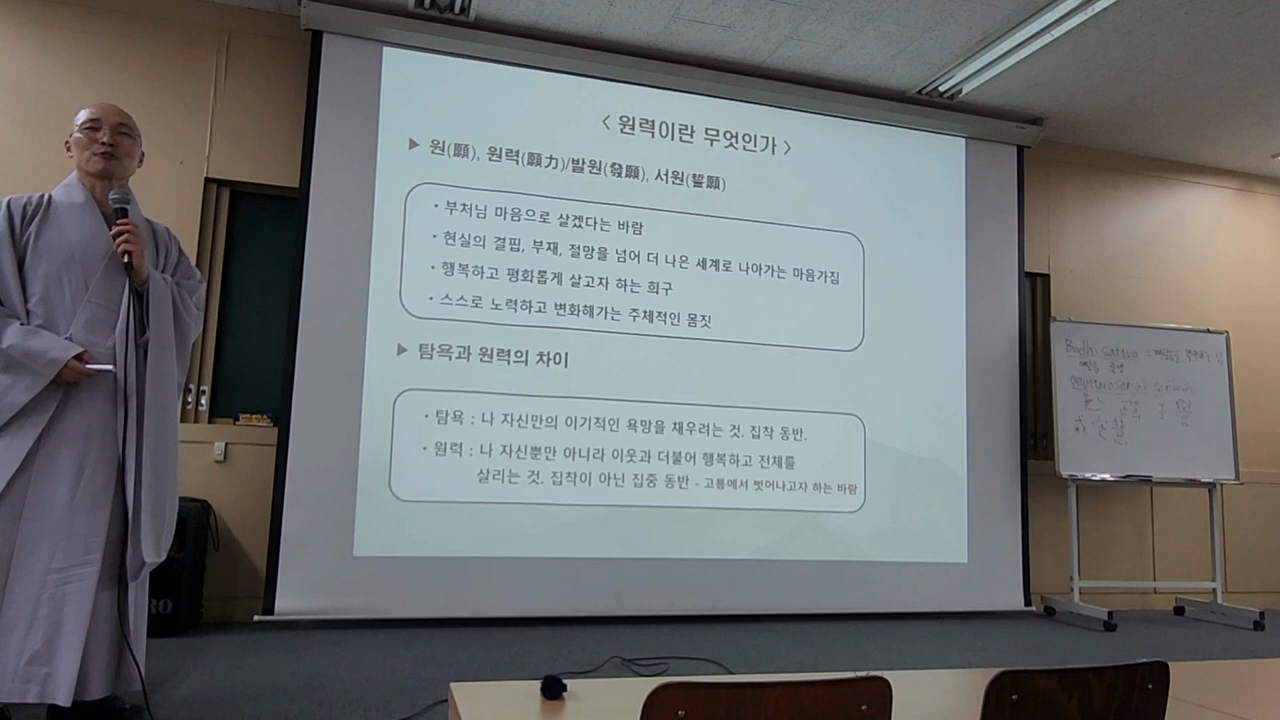 < 원력이란 무엇인가 >
▶ 원(願), 원력(願力)/발원(發願), 서원(誓願)
· 부처님 마음으로 살겠다는 바람
· 현실의 결핍, 부재, 절망을 넘어 더 나은 세계로 나아가는 마음가짐
· 행복하고 평화롭게 살고자 하는 희구
· 스스로 노력하고 변화해가는 주체적인 몸짓
▶ 탐욕과 원력의 차이
· 탐욕 : 나 자신만의 이기적인 욕망을 채우려는 것. 집착 동반.
· 원력 : 나 자신뿐만 아니라 이웃과 더불어 행복하고 전체를
살리는 것. 집착이 아닌 집중 동반 - 고통에서 벗어나고자 하는 바람
Bodhi sattva
RO